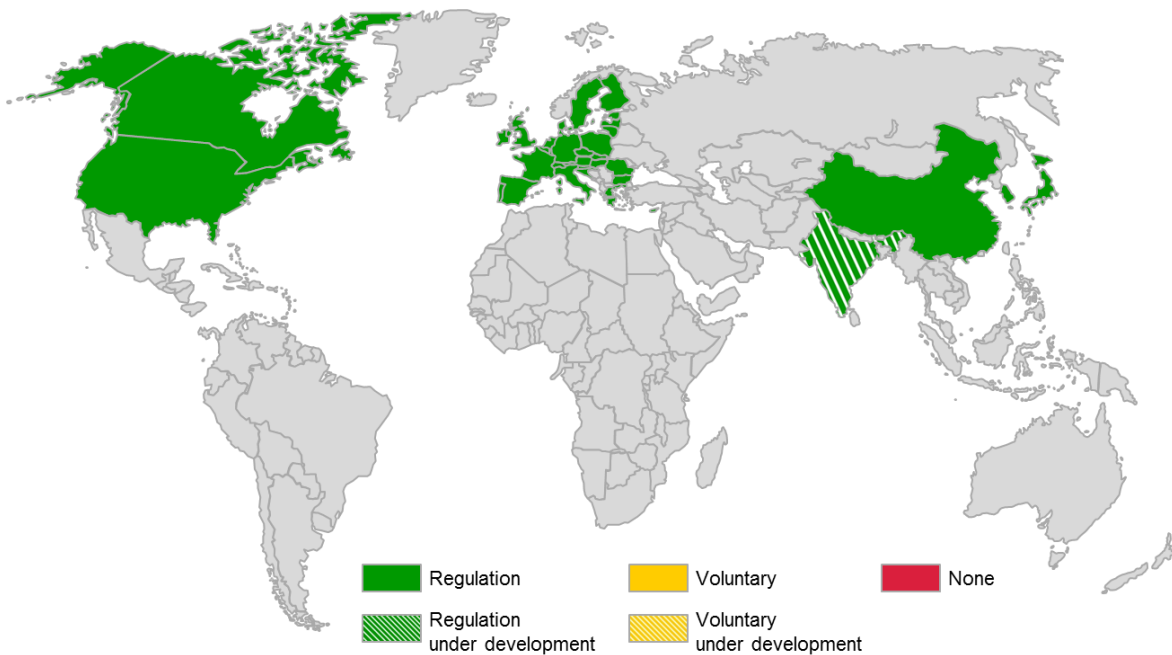 Regulation
Voluntary
None
Regulation
under development
Voluntary
under development